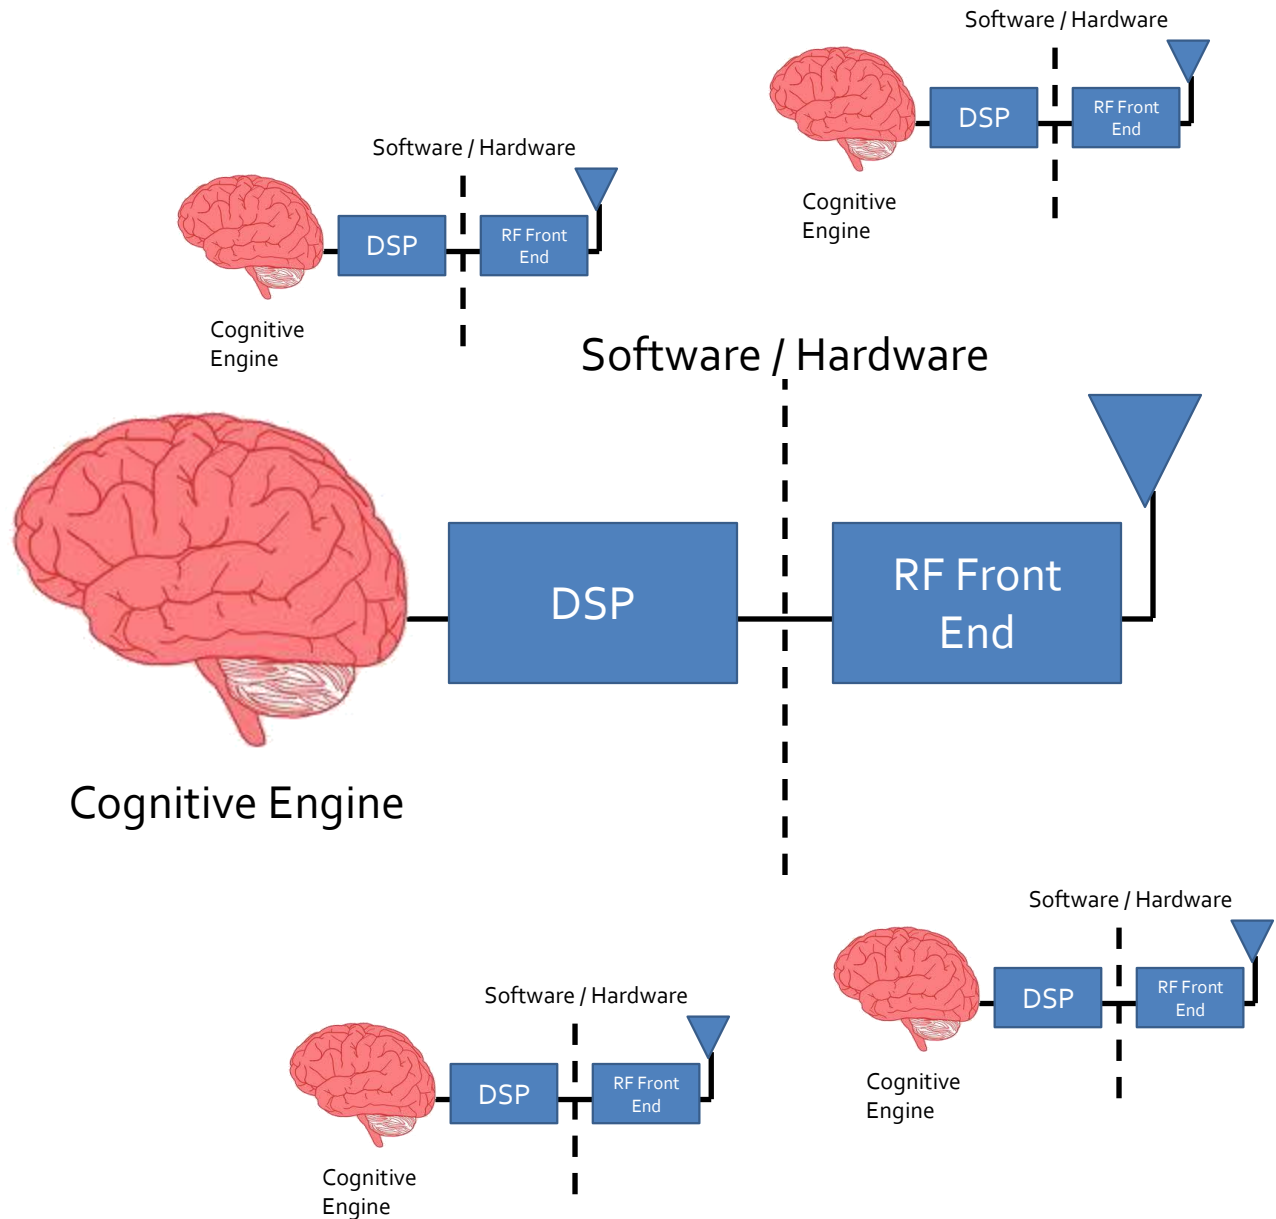 Software / Hardware
DSP
RF Front
End
Cognitive
Engine
Software / Hardware
DSP
RF Front
End
Cognitive
Engine
Software / Hardware
DSP
RF Front
End
Cognitive Engine
Software / Hardware
DSP
RF Front
End
Cognitive
Engine
Software / Hardware
DSP
RF Front
End
Cognitive
Engine